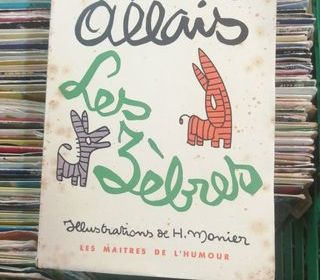 Allais
Les
Zèbres
Illustrations de H. Monier
LES MAITRES DE L'HUMOUR